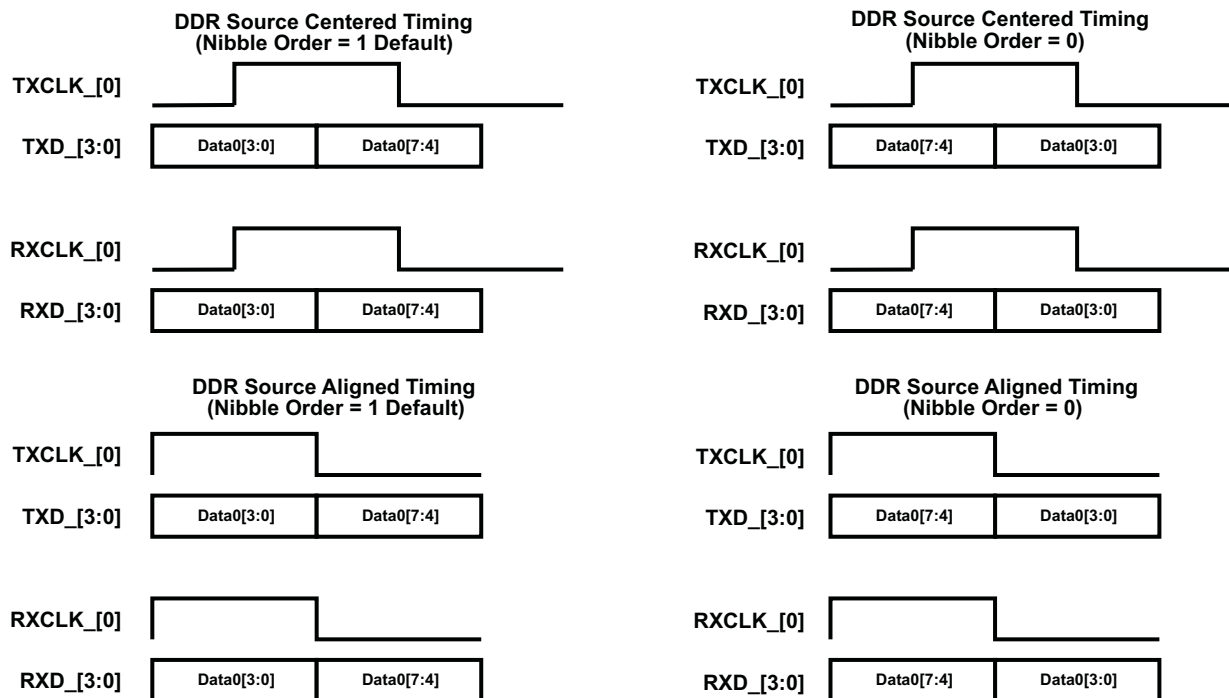 DDR Source Centered Timing
(Nibble Order = 1 Default)
TXCLK_[0]
TXD_[3:0]
Data0[3:0]
Data0[7:4]
RXCLK_[0]
RXD_[3:0]
Data0[3:0]
Data0[7:4]
DDR Source Centered Timing
(Nibble Order = 0)
TXCLK_[0]
TXD_[3:0]
Data0[7:4]
Data0[3:0]
RXCLK_[0]
RXD_[3:0]
Data0[7:4]
Data0[3:0]
DDR Source Aligned Timing
(Nibble Order = 1 Default)
TXCLK_[0]
TXD_[3:0]
Data0[3:0]
Data0[7:4]
RXCLK_[0]
RXD_[3:0]
Data0[3:0]
Data0[7:4]
DDR Source Aligned Timing
(Nibble Order = 0)
TXCLK_[0]
TXD_[3:0]
Data0[7:4]
Data0[3:0]
RXCLK_[0]
RXD_[3:0]
Data0[7:4]
Data0[3:0]